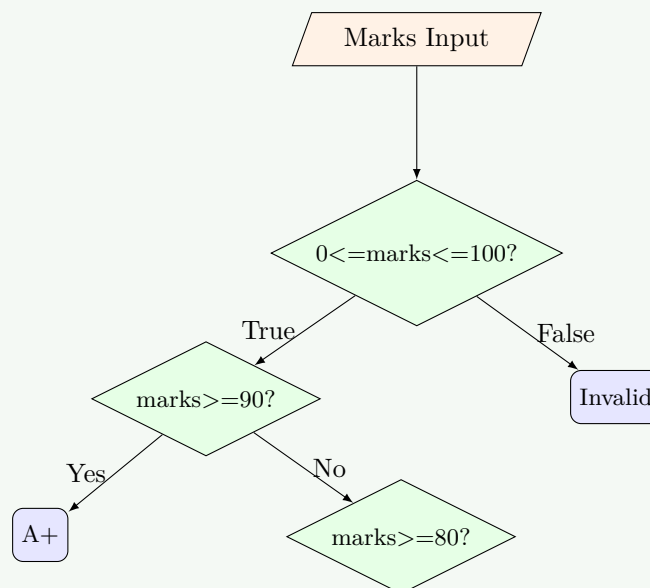 Marks Input
0<=marks<=100?
True
False
marks>=90?
Invalid
Yes
No
A+
marks>=80?